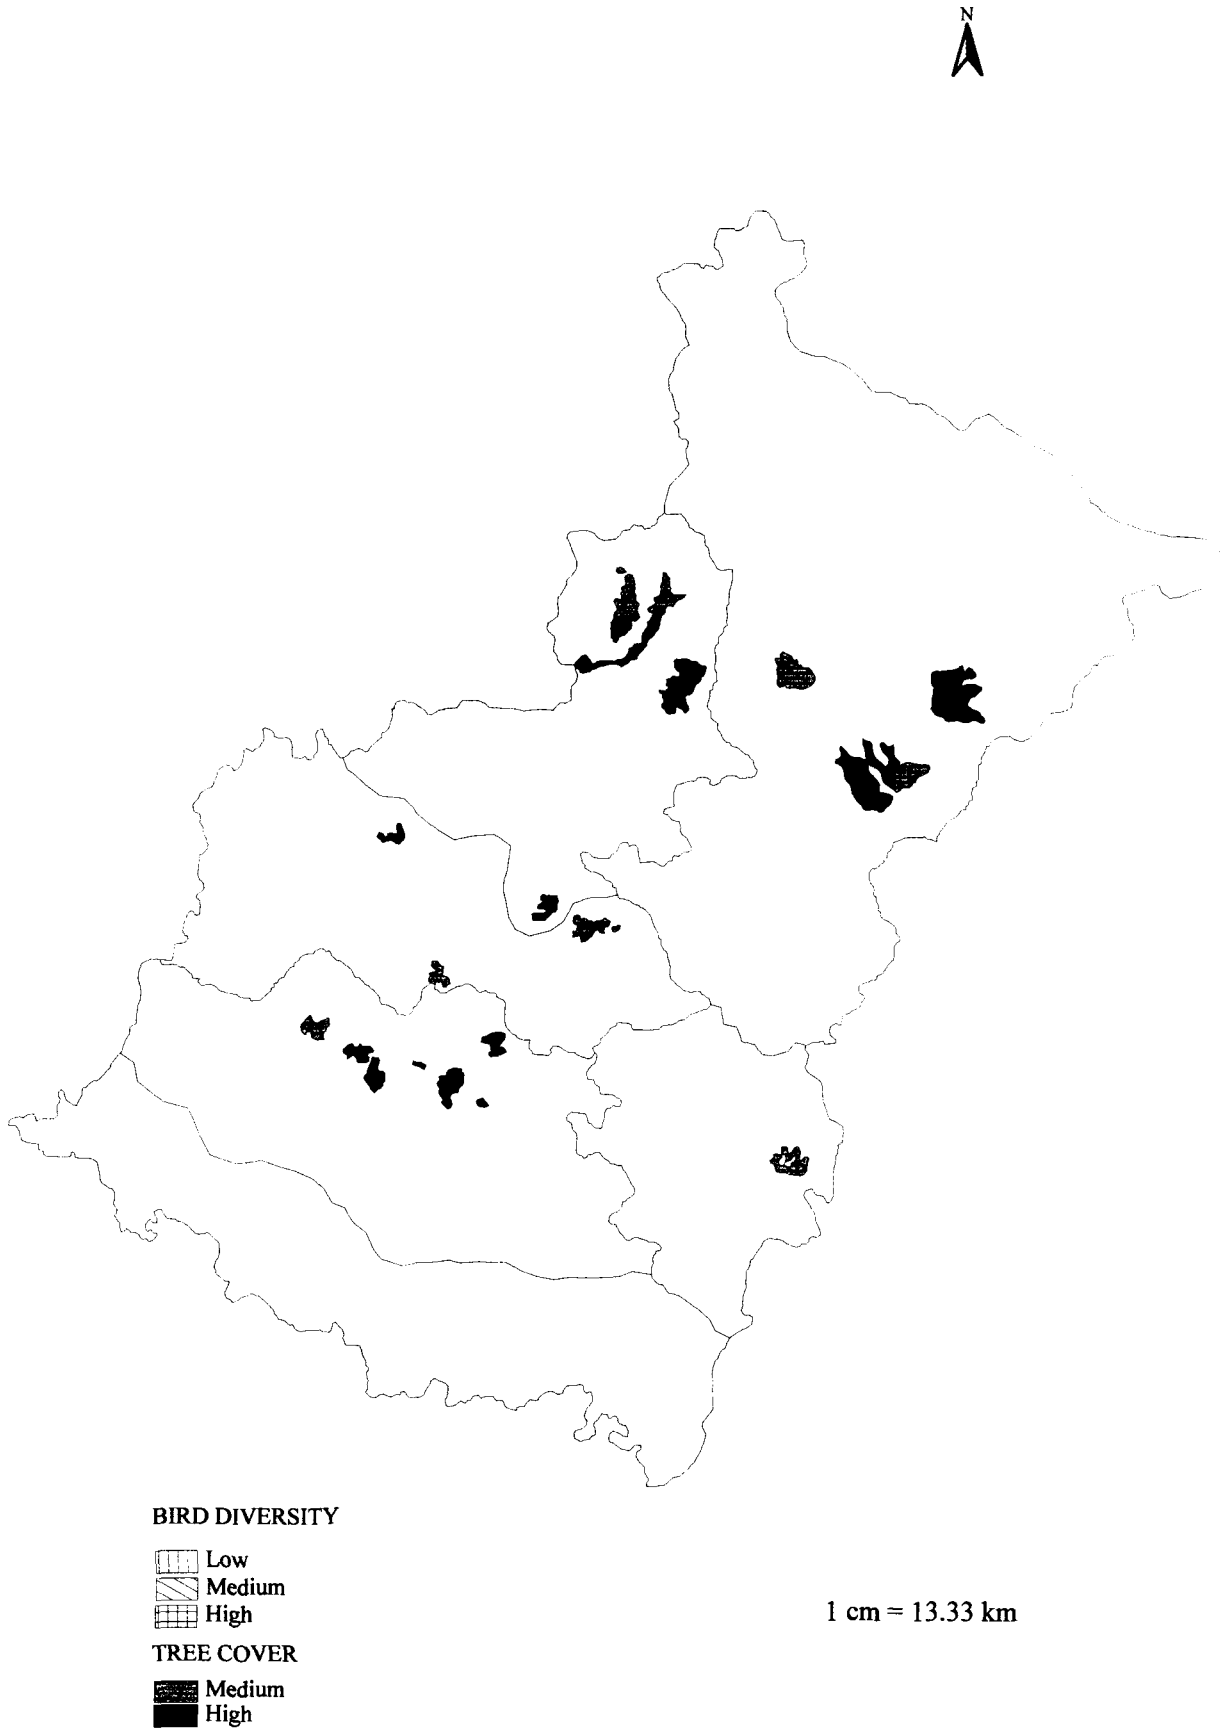 N
BIRD DIVERSITY
Low
Medium
High
1 cm = 13.33 km
TREE COVER
Medium
High